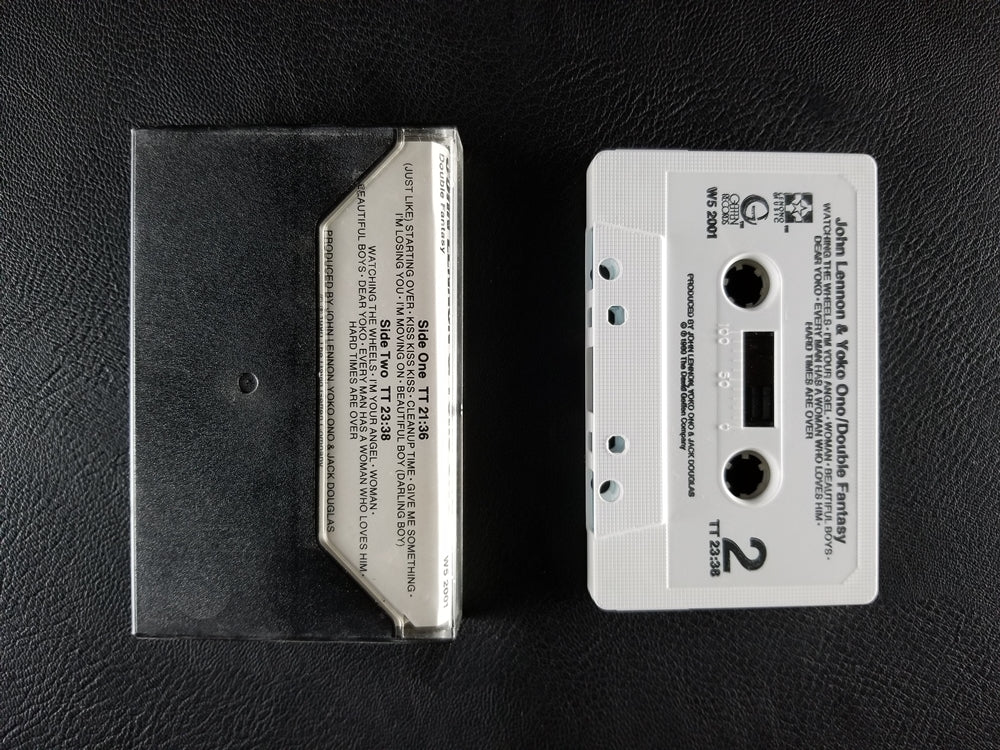 Double Fantasy
W5 2001
Side One TT 21:36
(JUST LIKE) STARTING OVER • KISS KISS KISS • CLEANUP TIME • GIVE ME SOMETHING •
I'M LOSING YOU • I'M MOVING ON • BEAUTIFUL BOY (DARLING BOY)
Side Two TT 23:38
WATCHING THE WHEELS • I'M YOUR ANGEL • WOMAN •
BEAUTIFUL BOYS • DEAR YOKO • EVERY MAN HAS A WOMAN WHO LOVES HIM •
HARD TIMES ARE OVER
PRODUCED BY JOHN LENNON, YOKO ONO & JACK DOUGLAS
John Lennon & Yoko Ono/Double Fantasy
WATCHING THE WHEELS • I'M YOUR ANGEL • WOMAN • BEAUTIFUL BOYS •
DEAR YOKO • EVERY MAN HAS A WOMAN WHO LOVES HIM •
HARD TIMES ARE OVER
LENONO
MUSIC
GEFFEN
RECORDS
W5 2001
2
TT 23:38
100 50 0
PRODUCED BY JOHN LENNON, YOKO ONO & JACK DOUGLAS
© ℗ 1980 The David Geffen Company